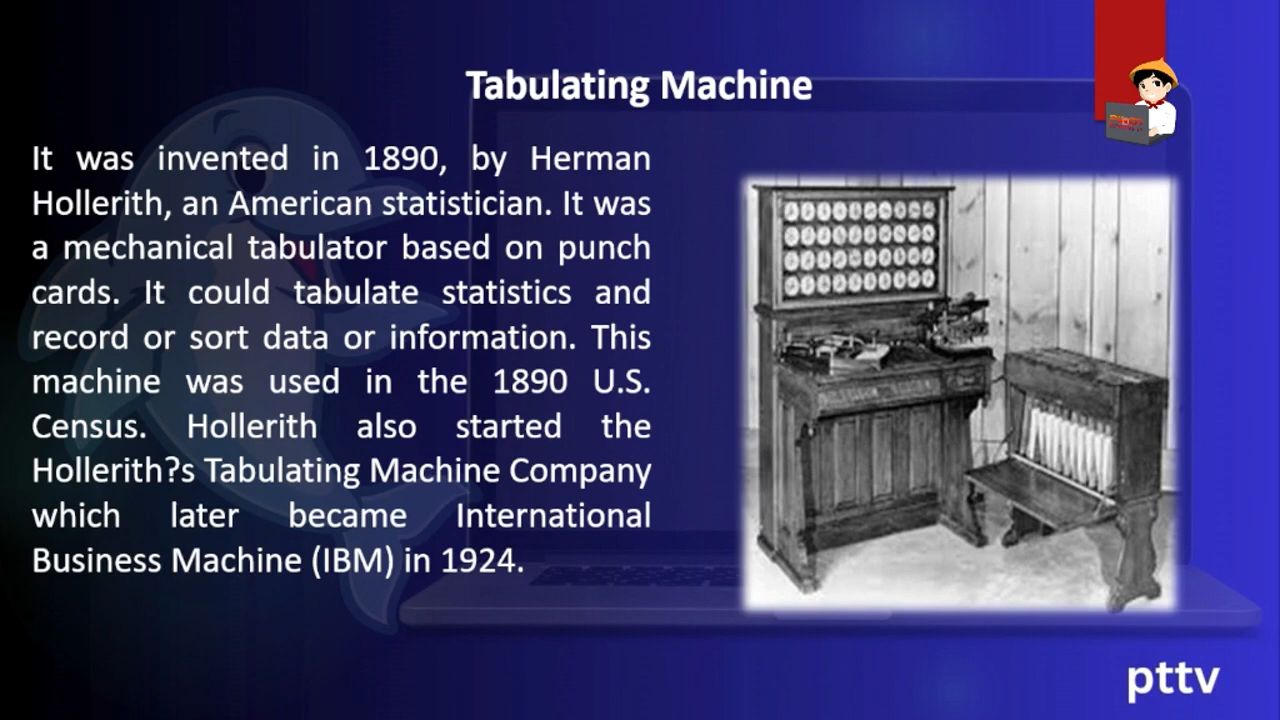 Tabulating Machine
It was invented in 1890, by Herman
Hollerith, an American statistician. It was
a mechanical tabulator based on punch
cards. It could tabulate statistics and
record or sort data or information. This
machine was used in the 1890 U.S.
Census. Hollerith also started the
Hollerith?s Tabulating Machine Company
which later became International
Business Machine (IBM) in 1924.
pttv